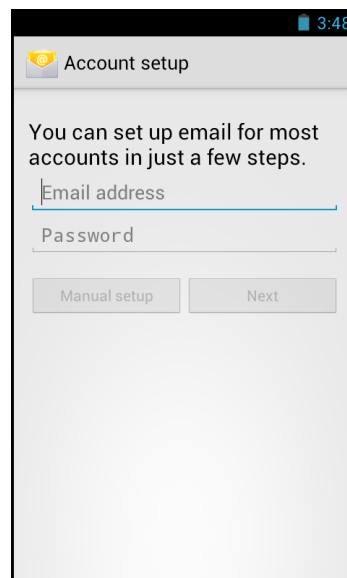 3:48
Account setup
You can set up email for most
accounts in just a few steps.
Email address
Password
Manual setup
Next